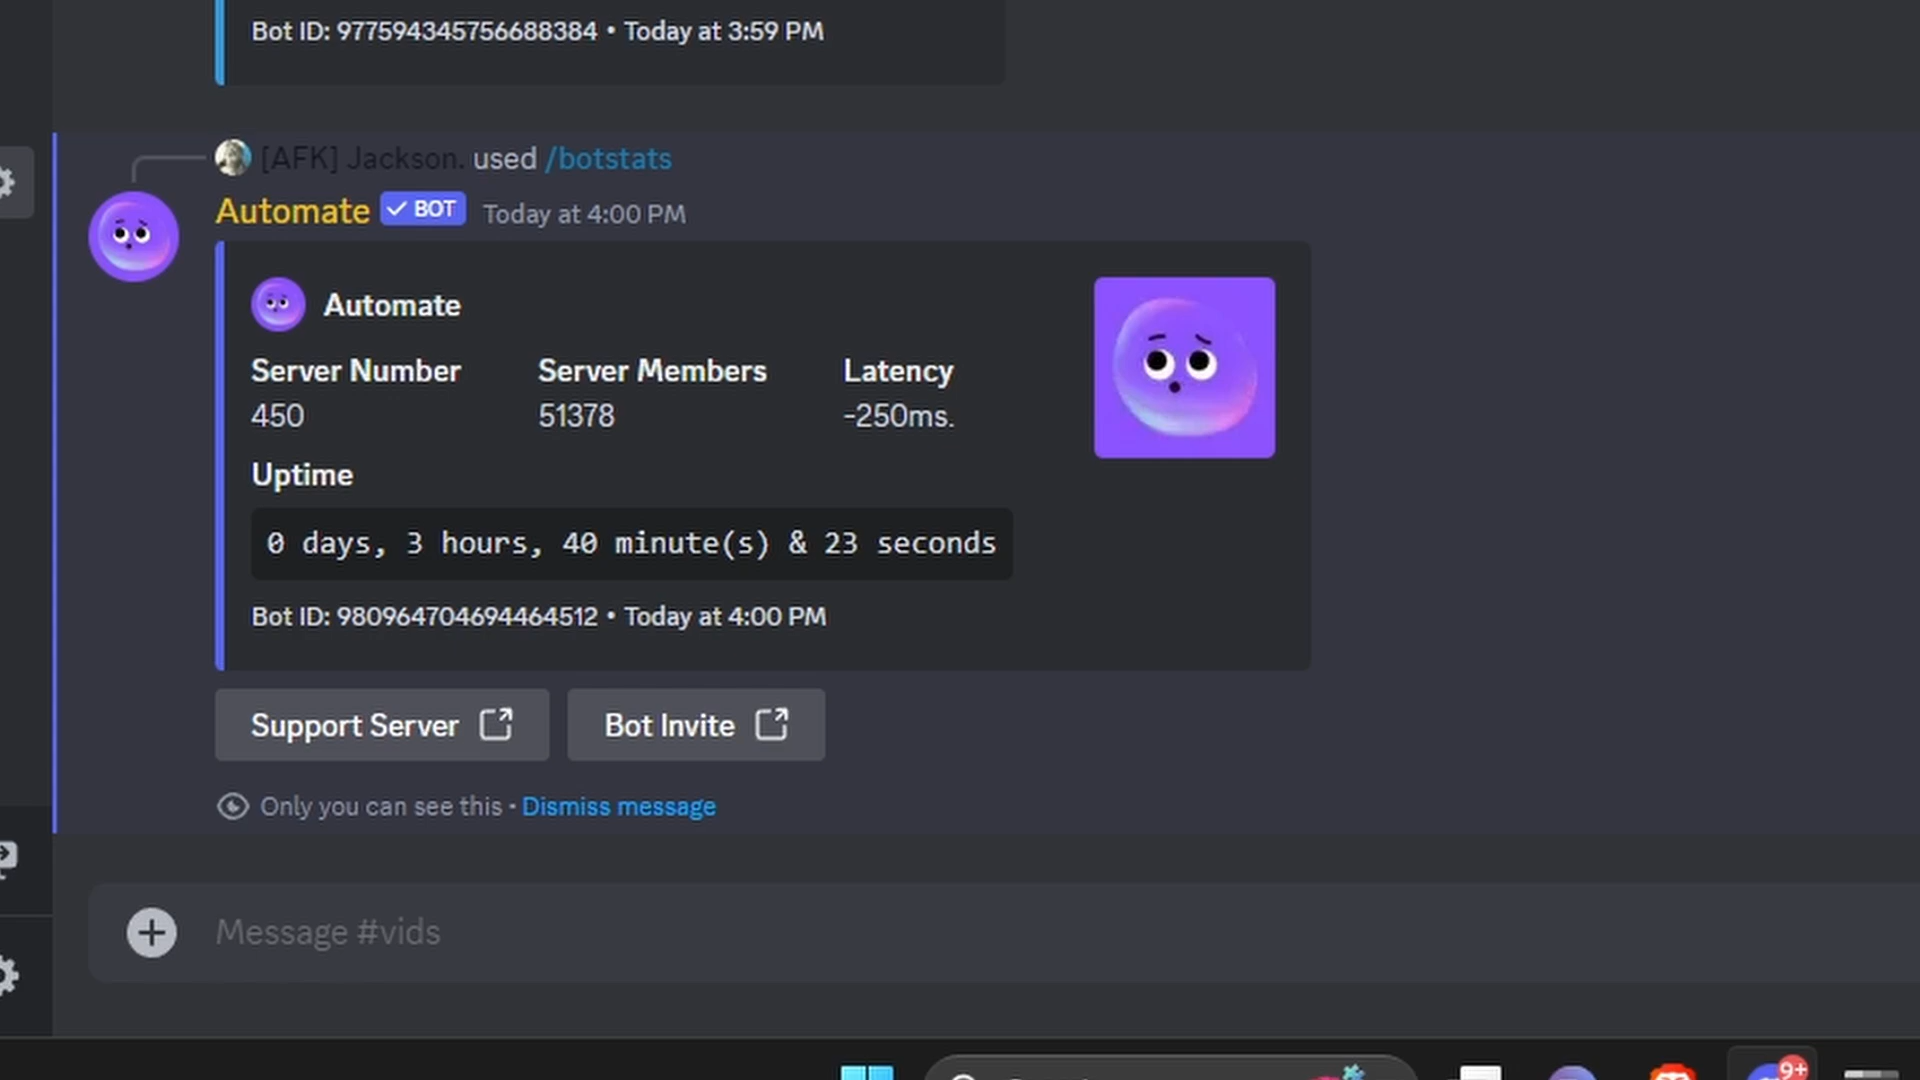 Bot ID: 977594345756688384 • Today at 3:59 PM
[AFK] Jackson. used /botstats
Automate BOT Today at 4:00 PM
Automate
Server Number Server Members Latency
450 51378 -250ms.
Uptime
0 days, 3 hours, 40 minute(s) & 23 seconds
Bot ID: 980964704694464512 • Today at 4:00 PM
Support Server Bot Invite
Only you can see this • Dismiss message
Message #vids
9+